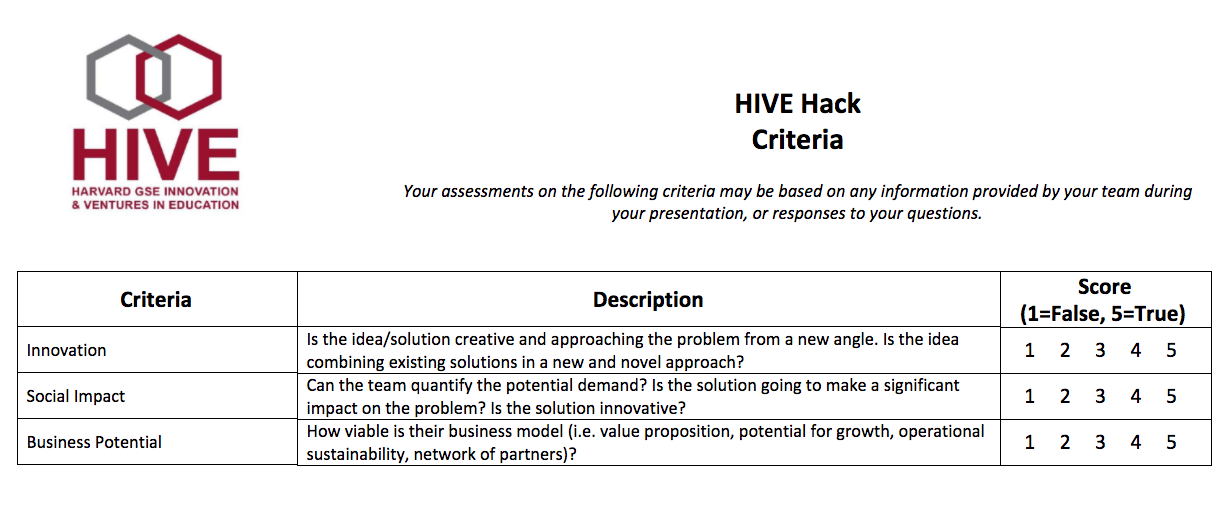 HIVE
HARVARD GSE INNOVATION
& VENTURES IN EDUCATION
HIVE Hack
Criteria
Your assessments on the following criteria may be based on any information provided by your team during
your presentation, or responses to your questions.
Criteria
Description
Score
(1=False, 5=True)
Innovation
Is the idea/solution creative and approaching the problem from a new angle. Is the idea
combining existing solutions in a new and novel approach?
1 2 3 4 5
Social Impact
Can the team quantify the potential demand? Is the solution going to make a significant
impact on the problem? Is the solution innovative?
1 2 3 4 5
Business Potential
How viable is their business model (i.e. value proposition, potential for growth, operational
sustainability, network of partners)?
1 2 3 4 5